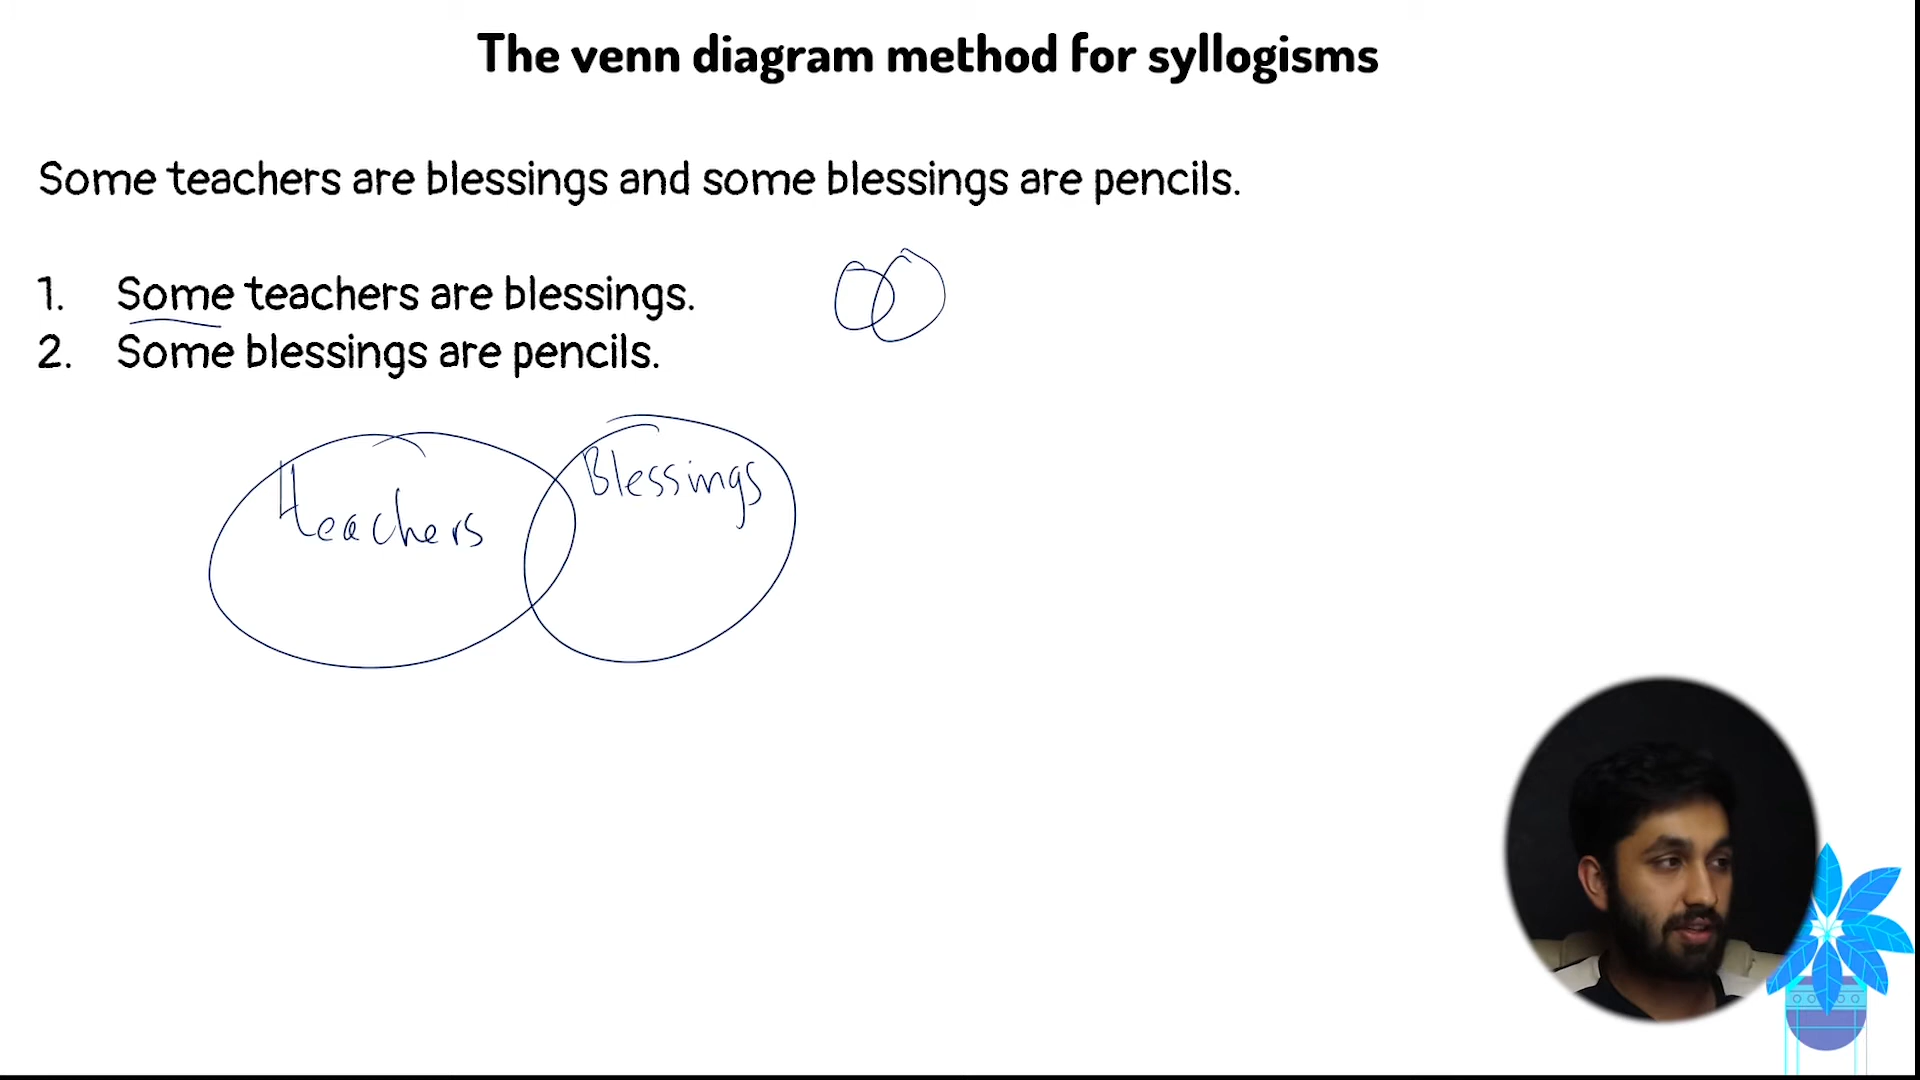 The venn diagram method for syllogisms
Some teachers are blessings and some blessings are pencils.
1. Some teachers are blessings.
2. Some blessings are pencils.
teachers
Blessings